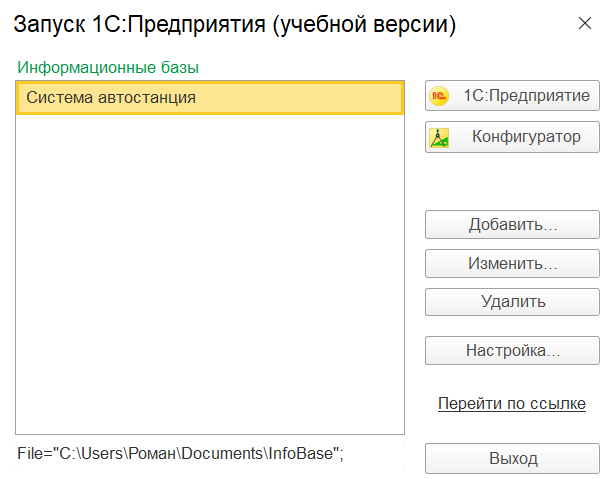 Запуск 1С:Предприятия (учебной версии)
Информационные базы
Система автостанция
1С:Предприятие
Конфигуратор
Добавить...
Изменить...
Удалить
Настройка...
Перейти по ссылке
File="C:\Users\Роман\Documents\InfoBase";
Выход